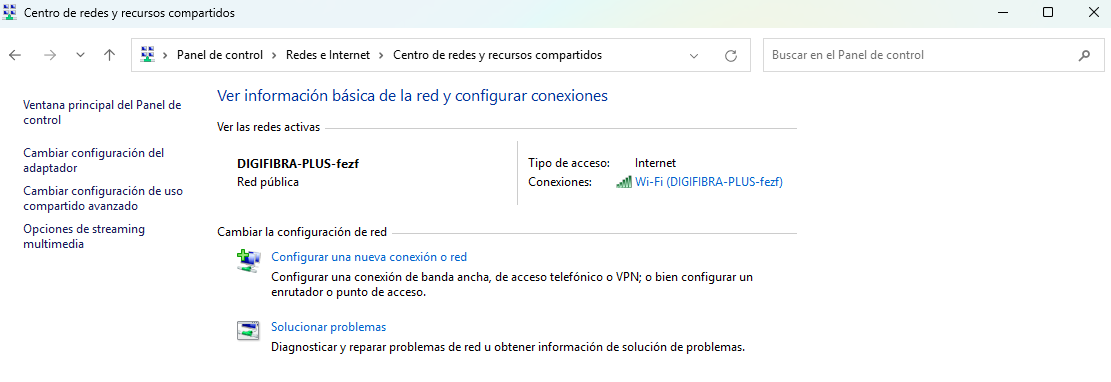 Centro de redes y recursos compartidos
Panel de control > Redes e Internet > Centro de redes y recursos compartidos
Buscar en el Panel de control
Ventana principal del Panel de
control
Cambiar configuración del
adaptador
Cambiar configuración de uso
compartido avanzado
Opciones de streaming
multimedia
Ver información básica de la red y configurar conexiones
Ver las redes activas
DIGIFIBRA-PLUS-fezf
Red pública
Tipo de acceso: Internet
Conexiones: Wi-Fi (DIGIFIBRA-PLUS-fezf)
Cambiar la configuración de red
Configurar una nueva conexión o red
Configurar una conexión de banda ancha, de acceso telefónico o VPN; o bien configurar un
enrutador o punto de acceso.
Solucionar problemas
Diagnosticar y reparar problemas de red u obtener información de solución de problemas.